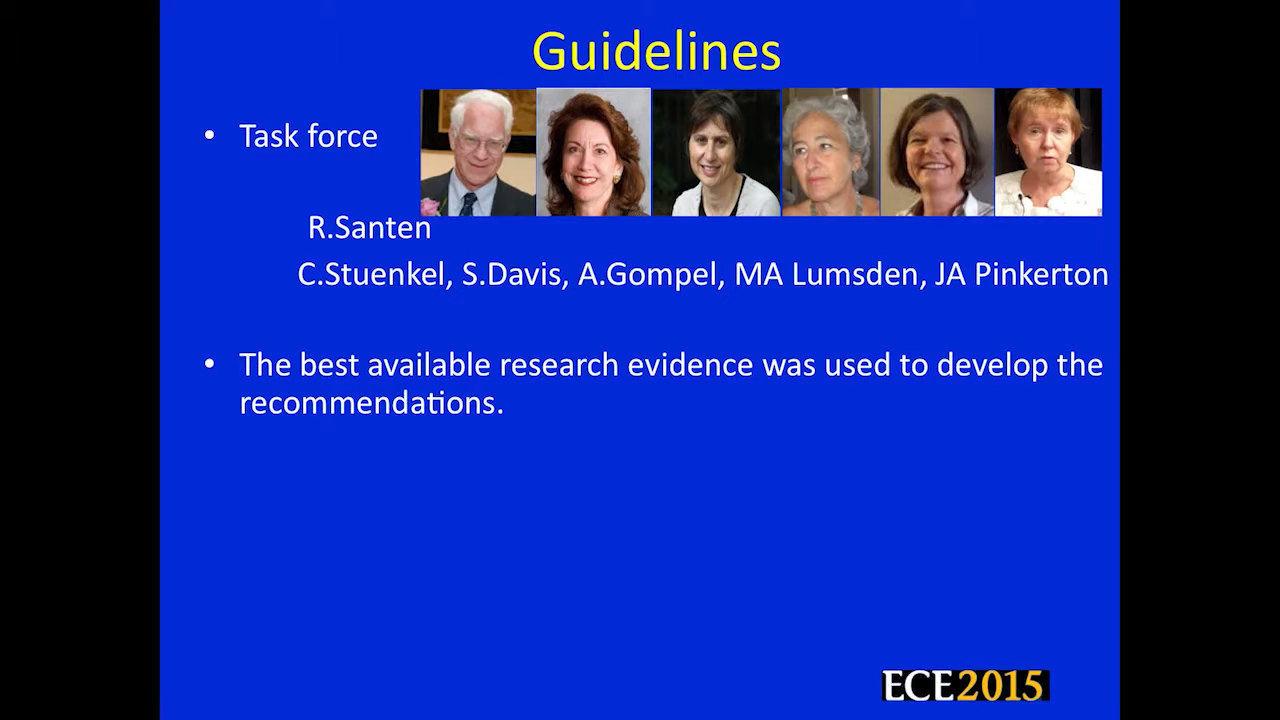 Guidelines
• Task force
R.Santen
C.Stuenkel, S.Davis, A.Gompel, MA Lumsden, JA Pinkerton
• The best available research evidence was used to develop the
recommendations.
ECE2015